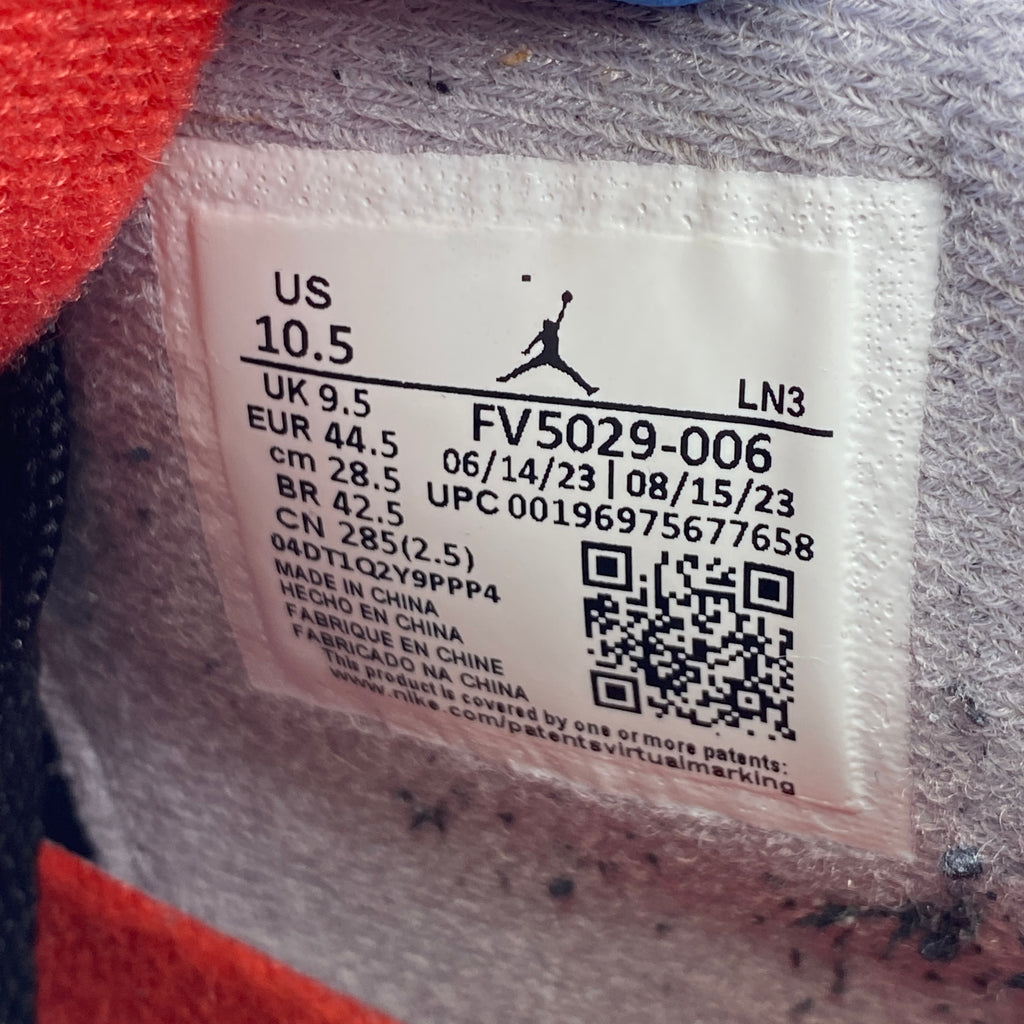 US
10.5
LN3
UK 9.5
EUR 44.5
cm 28.5
BR 42.5
CN 285(2.5)
FV5029-006
06/14/23 | 08/15/23
UPC 00196975677658
04DT1Q2Y9PPP4
MADE IN CHINA
HECHO EN CHINA
FABRIQUE EN CHINE
FABRICADO NA CHINA
This product is covered by one or more patents:
www.nike.com/patentsvirtualmarking